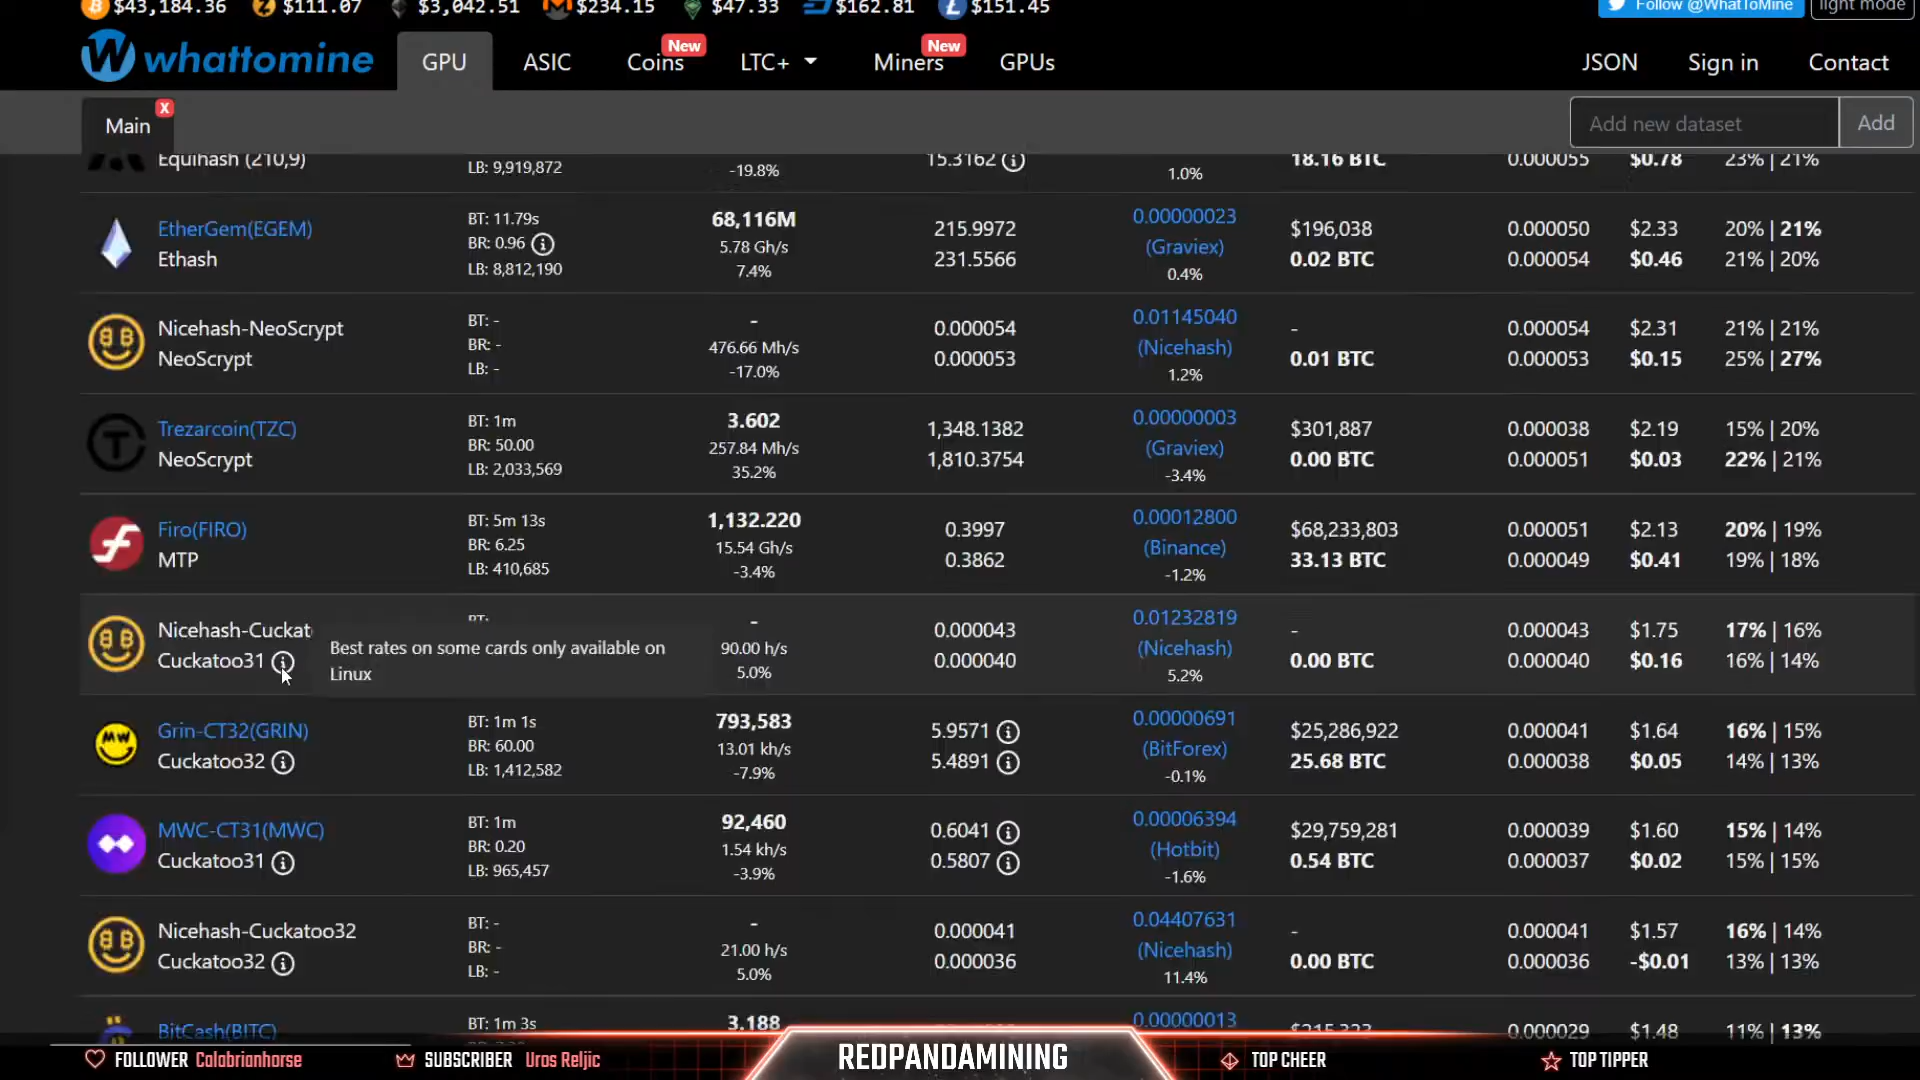 $43,184.36 $111.07 $3,042.51 $234.15 $47.33 $162.81 $151.45 Follow @WhatToMine light mode
whattomine GPU ASIC Coins New LTC+ Miners New GPUs JSON Sign in Contact
Main x Add new dataset Add
Equihash (210,9) LB: 9,919,872 -19.8% 15.3162 1.0% 18.16 BTC 0.000055 $0.78 23% | 21%
EtherGem(EGEM) BT: 11.79s 68,116M 215.9972 0.00000023 $196,038 0.000050 $2.33 20% | 21%
Ethash BR: 0.96 5.78 Gh/s 231.5566 (Graviex) 0.02 BTC 0.000054 $0.46 21% | 20%
LB: 8,812,190 7.4% 0.4%
Nicehash-NeoScrypt BT: - - 0.000054 0.01145040 - 0.000054 $2.31 21% | 21%
NeoScrypt BR: - 476.66 Mh/s 0.000053 (Nicehash) 0.01 BTC 0.000053 $0.15 25% | 27%
LB: - -17.0% 1.2%
Trezarcoin(TZC) BT: 1m 3.602 1,348.1382 0.00000003 $301,887 0.000038 $2.19 15% | 20%
NeoScrypt BR: 50.00 257.84 Mh/s 1,810.3754 (Graviex) 0.00 BTC 0.000051 $0.03 22% | 21%
LB: 2,033,569 35.2% -3.4%
Firo(FIRO) BT: 5m 13s 1,132.220 0.3997 0.00012800 $68,233,803 0.000051 $2.13 20% | 19%
MTP BR: 6.25 15.54 Gh/s 0.3862 (Binance) 33.13 BTC 0.000049 $0.41 19% | 18%
LB: 410,685 -3.4% -1.2%
Nicehash-Cuckat - 0.000043 0.01232819 - 0.000043 $1.75 17% | 16%
Cuckatoo31 Best rates on some cards only available on 90.00 h/s 0.000040 (Nicehash) 0.00 BTC 0.000040 $0.16 16% | 14%
Linux 5.0% 5.2%
Grin-CT32(GRIN) BT: 1m 1s 793,583 5.9571 0.00000691 $25,286,922 0.000041 $1.64 16% | 15%
Cuckatoo32 BR: 60.00 13.01 kh/s 5.4891 (BitForex) 25.68 BTC 0.000038 $0.05 14% | 13%
LB: 1,412,582 -7.9% -0.1%
MWC-CT31(MWC) BT: 1m 92,460 0.6041 0.00006394 $29,759,281 0.000039 $1.60 15% | 14%
Cuckatoo31 BR: 0.20 1.54 kh/s 0.5807 (Hotbit) 0.54 BTC 0.000037 $0.02 15% | 15%
LB: 965,457 -3.9% -1.6%
Nicehash-Cuckatoo32 BT: - - 0.000041 0.04407631 - 0.000041 $1.57 16% | 14%
Cuckatoo32 BR: - 21.00 h/s 0.000036 (Nicehash) 0.00 BTC 0.000036 -$0.01 13% | 13%
LB: - 5.0% 11.4%
BitCash(BITC) BT: 1m 3s 3.188 0.00000013 $215,323 0.000029 $1.48 11% | 13%
FOLLOWER Colobrionhorse SUBSCRIBER Uros Reljic REDPANDAMINING TOP CHEER TOP TIPPER